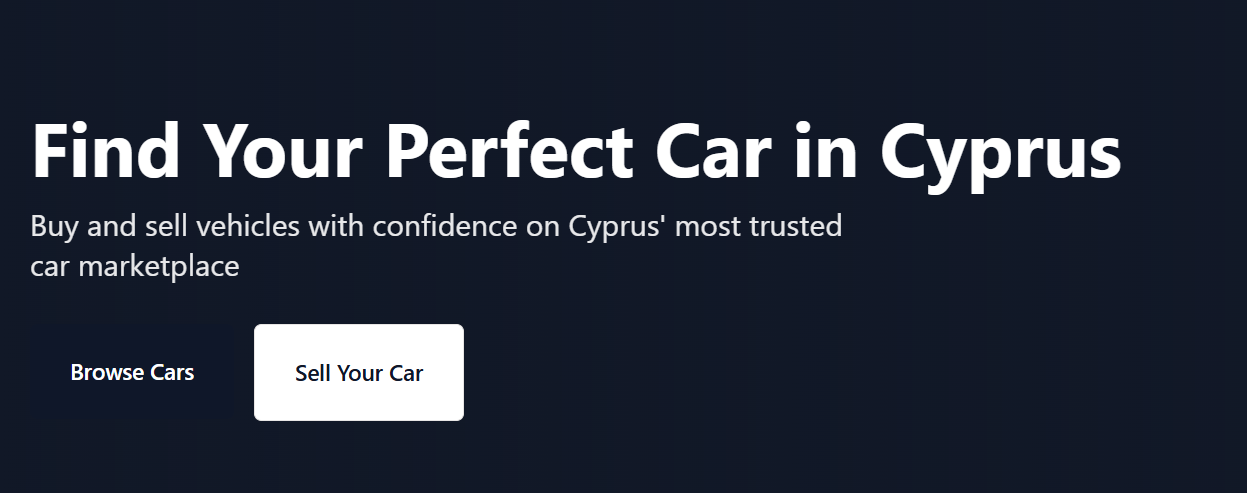 Find Your Perfect Car in Cyprus
Buy and sell vehicles with confidence on Cyprus' most trusted
car marketplace
Browse Cars
Sell Your Car